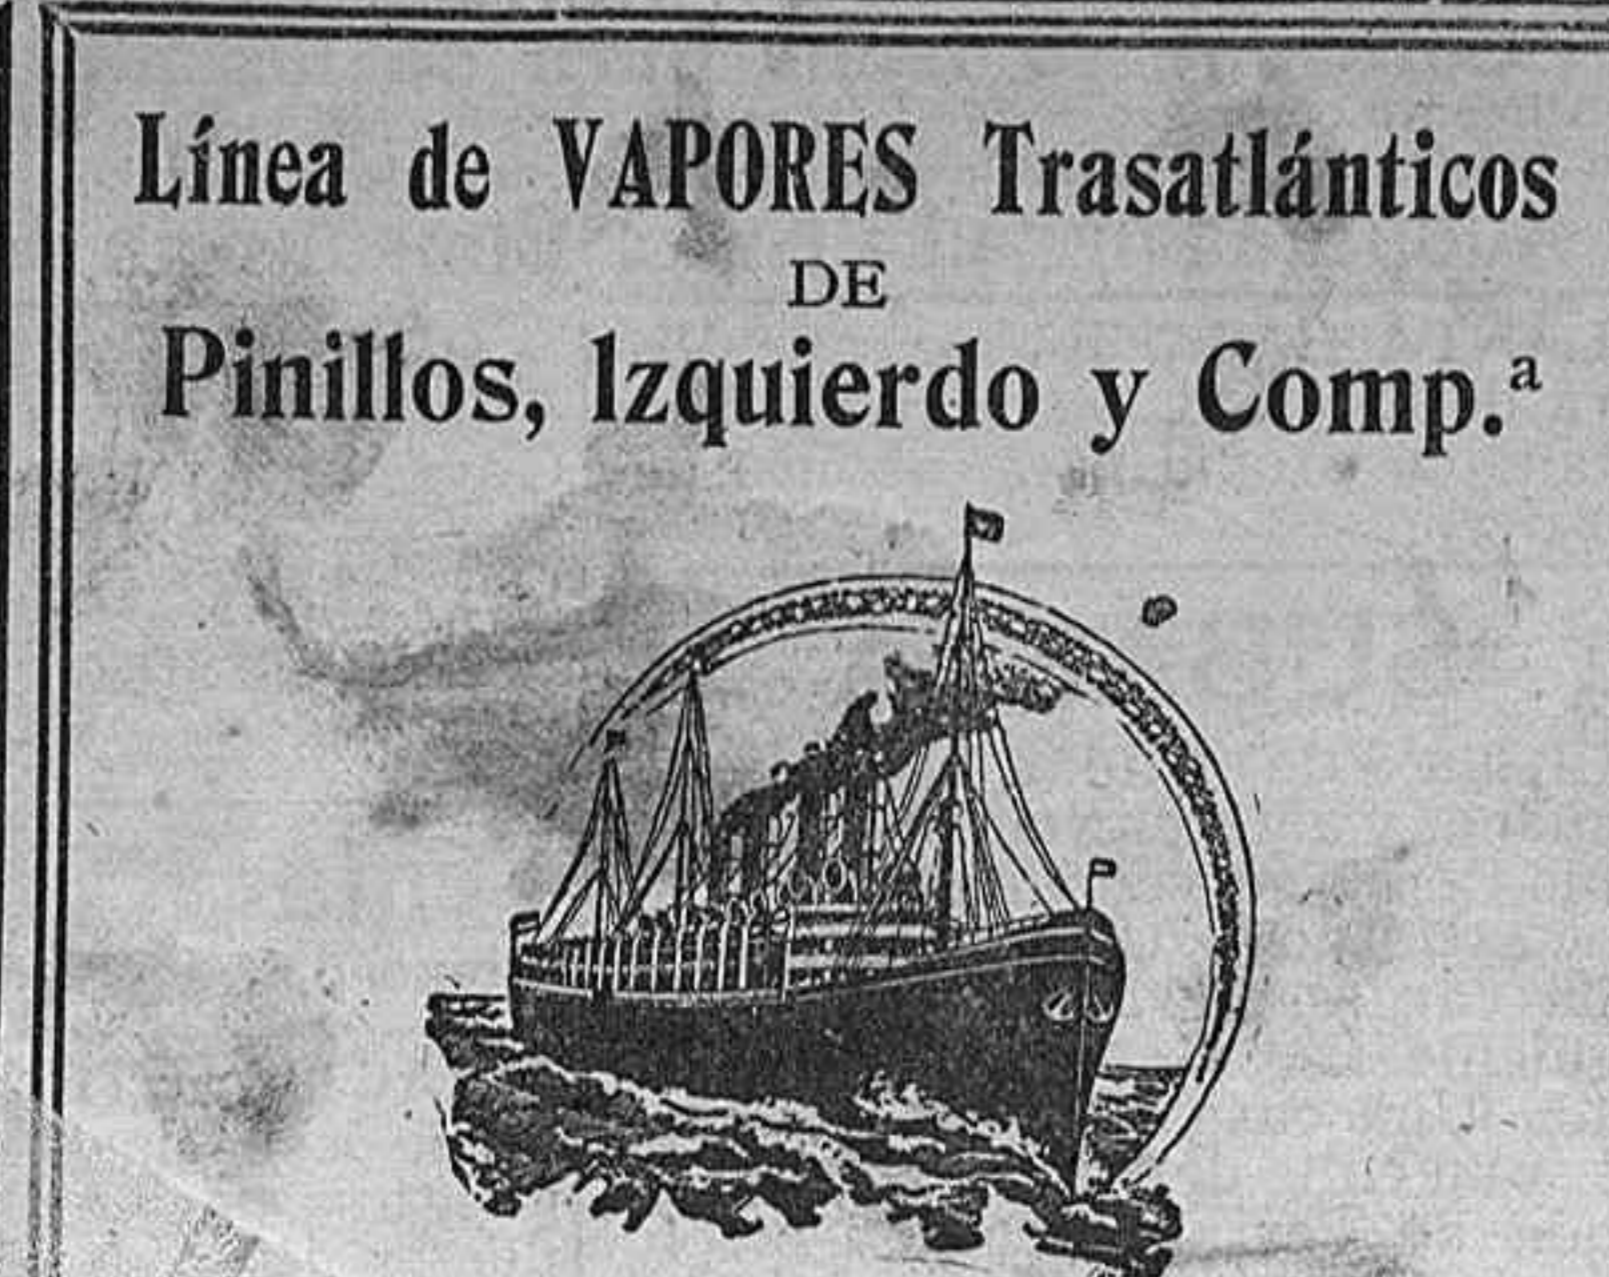 Línea de VAPORES Trasatlánticos
DE
Pinillos, Izquierdo y Comp.ª